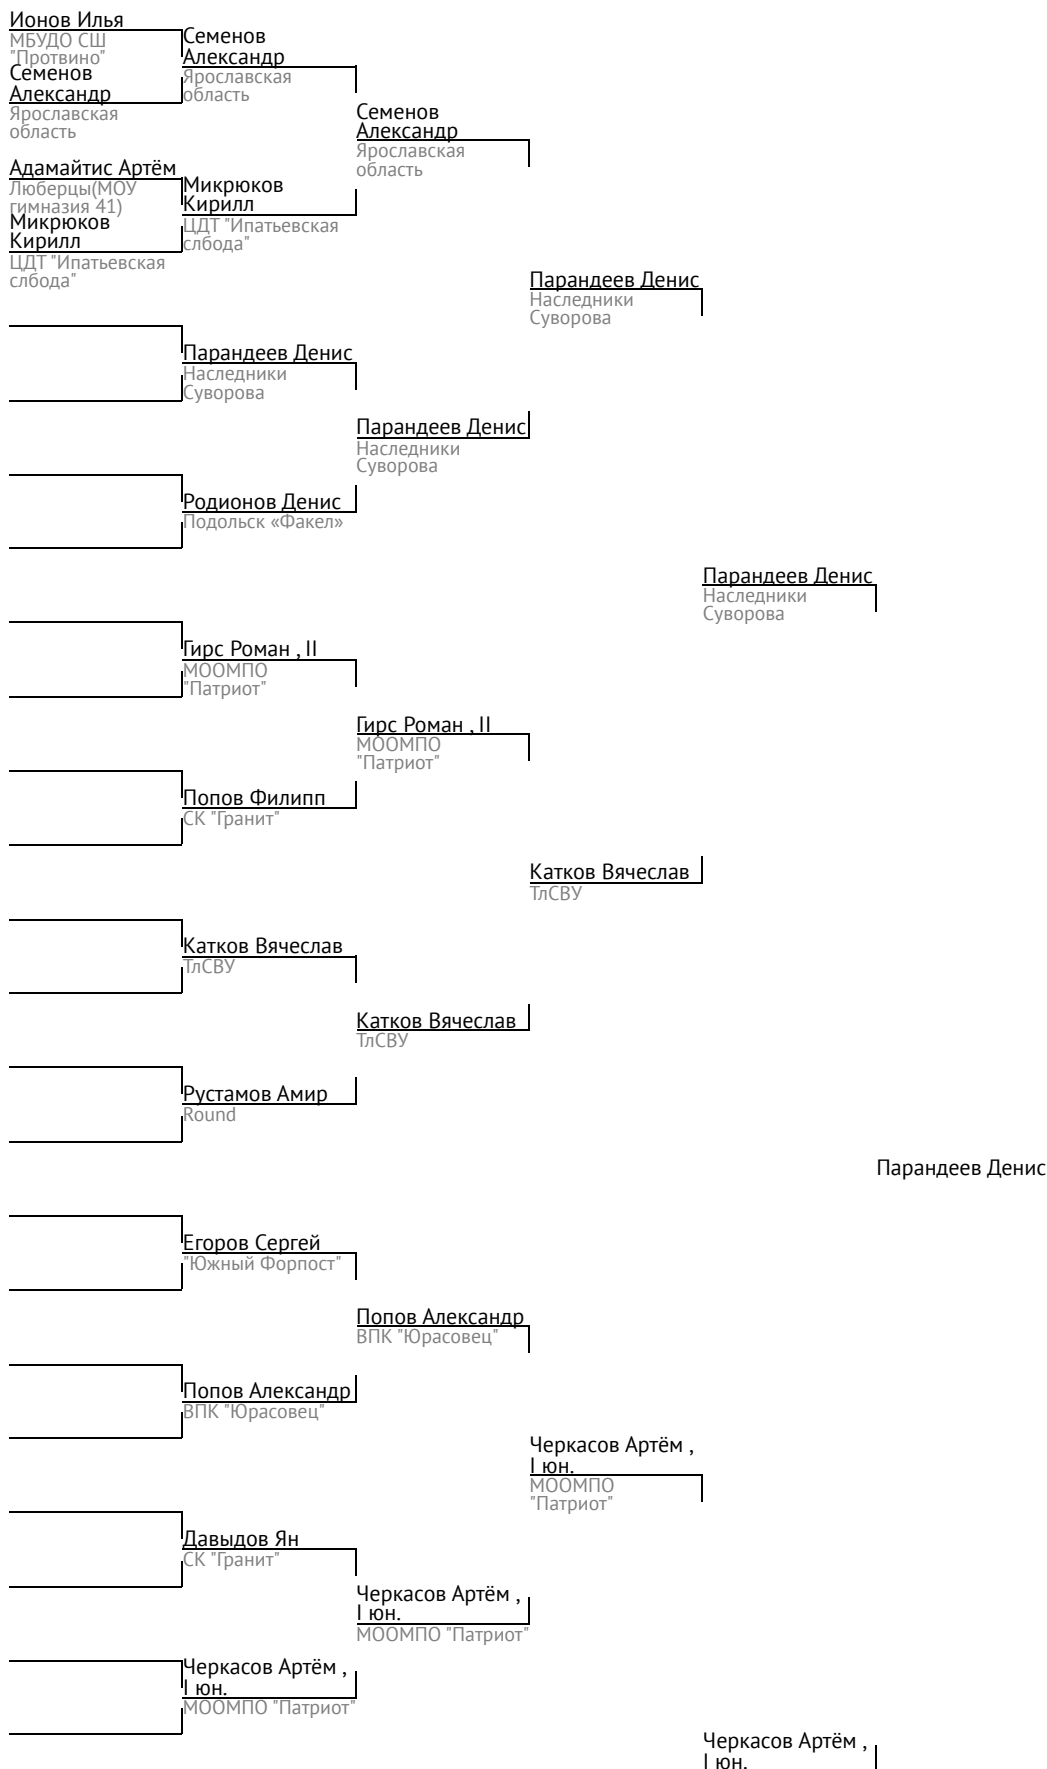 Ионов Илья
МБУДО СШ
"Протвино"
Семенов
Александр
Ярославская
область
Адамайтис Артём
Люберцы(МОУ
гимназия 41)
Микрюков
Кирилл
ЦДТ "Ипатьевская
слбода"
Семенов
Александр
Ярославская
область
Микрюков
Кирилл
ЦДТ "Ипатьевская
слбода"
Парандеев Денис
Наследники
Суворова
Родионов Денис
Подольск «Факел»
Гирс Роман , II
МООМПО
"Патриот"
Попов Филипп
СК "Гранит"
Катков Вячеслав
ТлСВУ
Рустамов Амир
Round
Егоров Сергей
"Южный Форпост"
Попов Александр
ВПК "Юрасовец"
Давыдов Ян
СК "Гранит"
Черкасов Артём ,
I юн.
МООМПО "Патриот"
Семенов
Александр
Ярославская
область
Парандеев Денис
Наследники
Суворова
Гирс Роман , II
МООМПО
"Патриот"
Катков Вячеслав
ТлСВУ
Попов Александр
ВПК "Юрасовец"
Черкасов Артём ,
I юн.
МООМПО "Патриот"
Парандеев Денис
Наследники
Суворова
Катков Вячеслав
ТлСВУ
Черкасов Артём ,
I юн.
МООМПО
"Патриот"
Парандеев Денис
Наследники
Суворова
Черкасов Артём ,
I юн.
Парандеев Денис